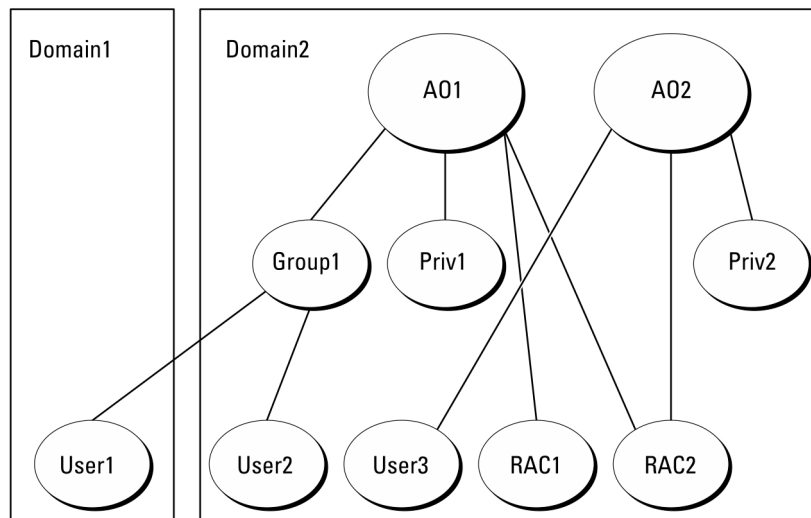 Domain1
Domain2
AO1
AO2
Group1
Priv1
Priv2
User1
User2
User3
RAC1
RAC2